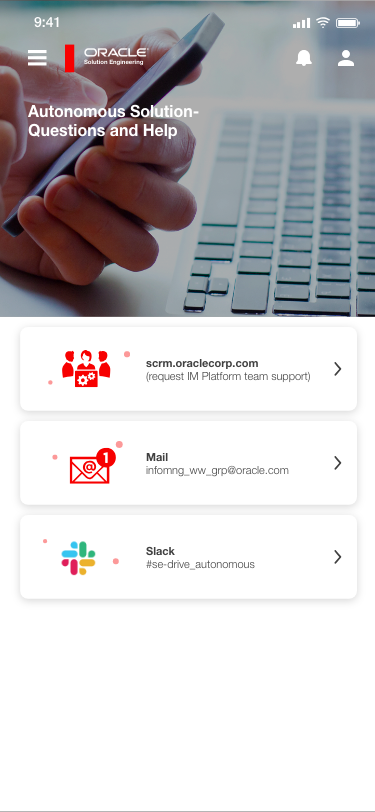 9:41
ORACLE
Solution Engineering
Autonomous Solution-
Questions and Help
scrm.oraclecorp.com
(request IM Platform team support)
@
1
Mail
infomng_ww_grp@oracle.com
Slack
#se-drive_autonomous